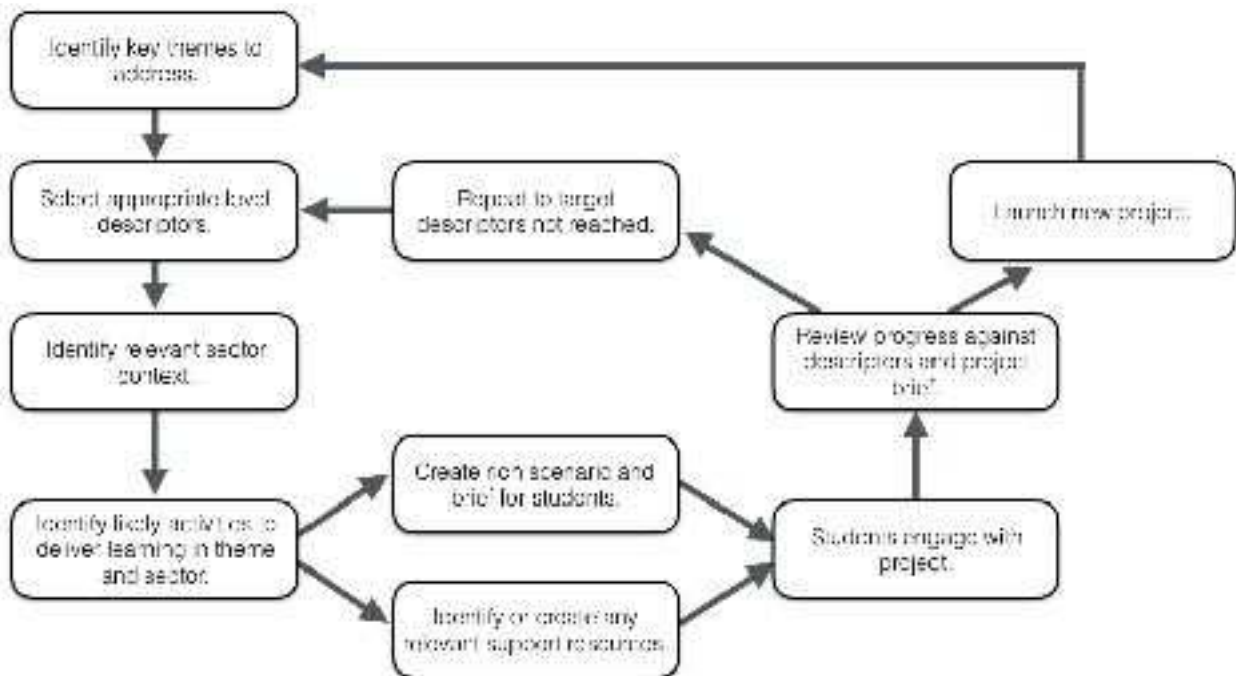 Identify key themes to
address.
Select appropriate level
descriptors.
Repeat to target
descriptors not reached.
Launch new project.
Identify relevant sector
context.
Review progress against
descriptors and project
brief.
Identify likely activities to
deliver learning in theme
and sector.
Create rich scenario and
brief for students.
Identify or create any
relevant support resources.
Students engage with
project.